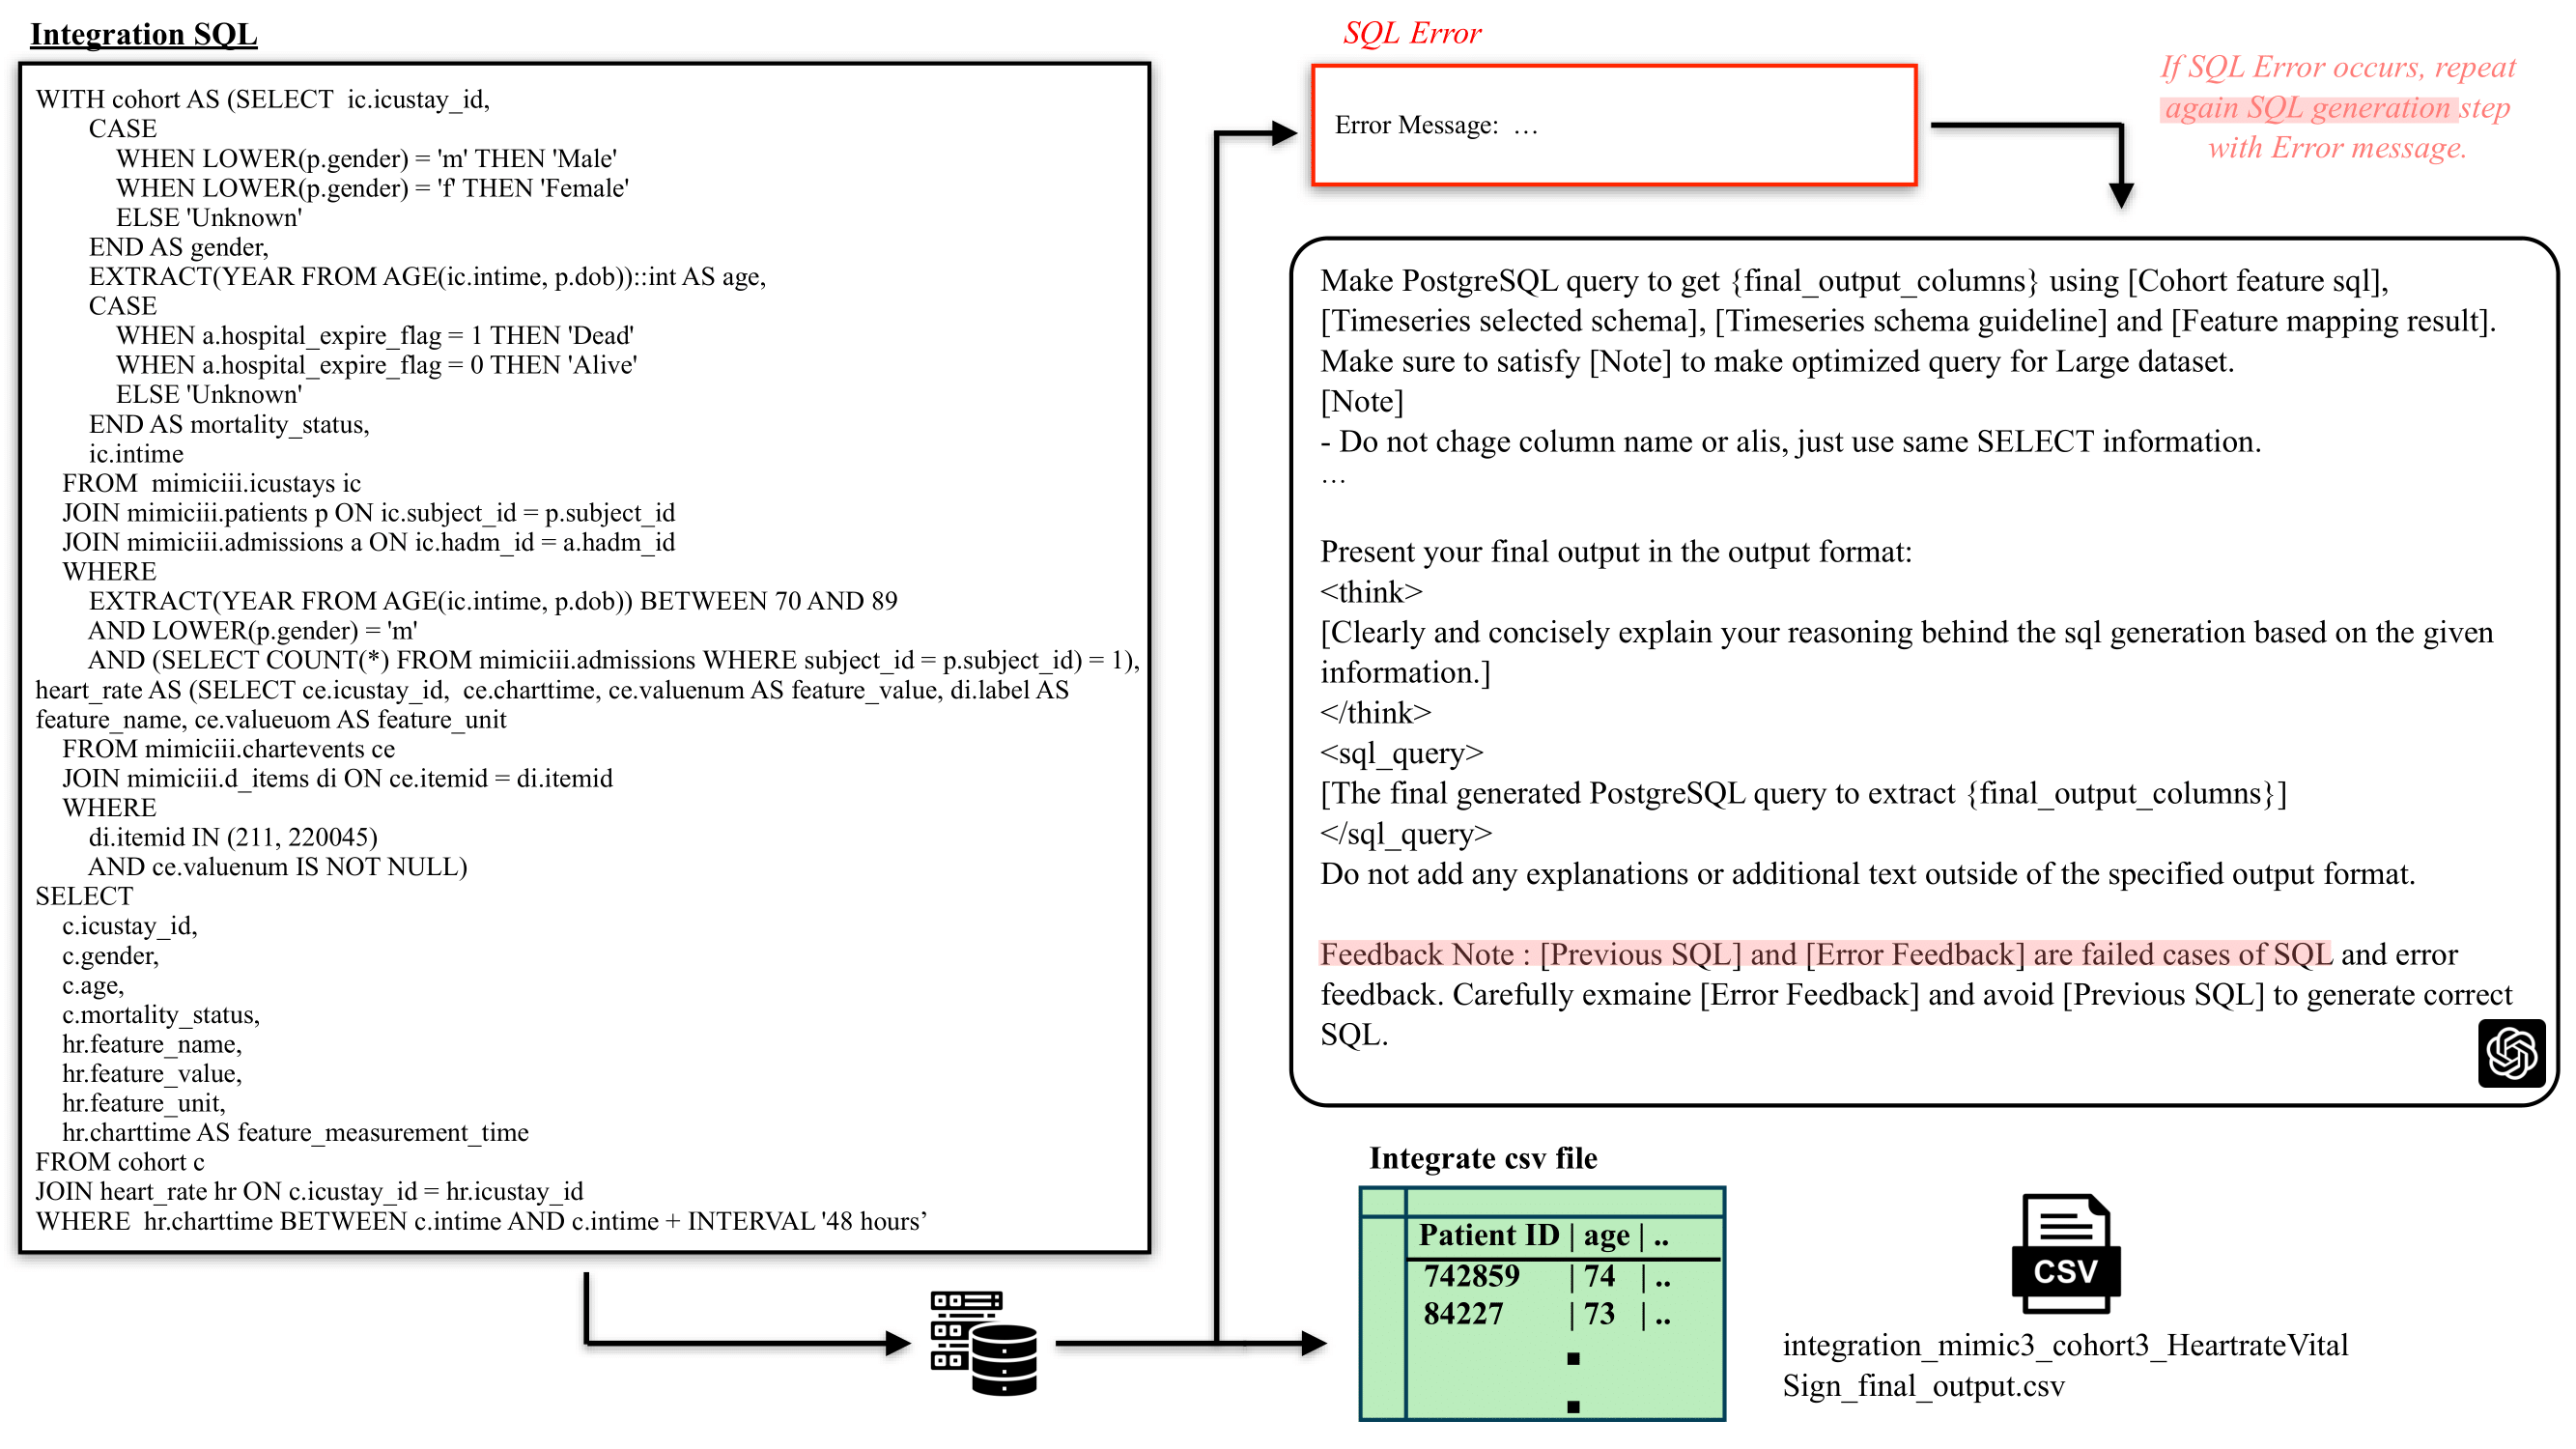 Integration SQL
WITH cohort AS (SELECT  ic.icustay_id,
CASE
WHEN LOWER(p.gender) = 'm' THEN 'Male'
WHEN LOWER(p.gender) = 'f' THEN 'Female'
ELSE 'Unknown'
END AS gender,
EXTRACT(YEAR FROM AGE(ic.intime, p.dob))::int AS age,
CASE
WHEN a.hospital_expire_flag = 1 THEN 'Dead'
WHEN a.hospital_expire_flag = 0 THEN 'Alive'
ELSE 'Unknown'
END AS mortality_status,
ic.intime
FROM  mimiciii.icustays ic
JOIN mimiciii.patients p ON ic.subject_id = p.subject_id
JOIN mimiciii.admissions a ON ic.hadm_id = a.hadm_id
WHERE
EXTRACT(YEAR FROM AGE(ic.intime, p.dob)) BETWEEN 70 AND 89
AND LOWER(p.gender) = 'm'
AND (SELECT COUNT(*) FROM mimiciii.admissions WHERE subject_id = p.subject_id) = 1),
heart_rate AS (SELECT ce.icustay_id,  ce.charttime, ce.valuenum AS feature_value, di.label AS
feature_name, ce.valueuom AS feature_unit
FROM mimiciii.chartevents ce
JOIN mimiciii.d_items di ON ce.itemid = di.itemid
WHERE
di.itemid IN (211, 220045)
AND ce.valuenum IS NOT NULL)
SELECT
c.icustay_id,
c.gender,
c.age,
c.mortality_status,
hr.feature_name,
hr.feature_value,
hr.feature_unit,
hr.charttime AS feature_measurement_time
FROM cohort c
JOIN heart_rate hr ON c.icustay_id = hr.icustay_id
WHERE  hr.charttime BETWEEN c.intime AND c.intime + INTERVAL '48 hours’
SQL Error
Error Message:  …
If SQL Error occurs, repeat
again SQL generation step
with Error message.
Make PostgreSQL query to get {final_output_columns} using [Cohort feature sql],
[Timeseries selected schema], [Timeseries schema guideline] and [Feature mapping result].
Make sure to satisfy [Note] to make optimized query for Large dataset.
[Note]
- Do not chage column name or alis, just use same SELECT information.
…
Present your final output in the output format:
<think>
[Clearly and concisely explain your reasoning behind the sql generation based on the given
information.]
</think>
<sql_query>
[The final generated PostgreSQL query to extract {final_output_columns}]
</sql_query>
Do not add any explanations or additional text outside of the specified output format.
Feedback Note : [Previous SQL] and [Error Feedback] are failed cases of SQL and error
feedback. Carefully exmaine [Error Feedback] and avoid [Previous SQL] to generate correct
SQL.
Integrate csv file
Patient ID | age | ..
742859 | 74 | ..
84227 | 73 | ..
CSV
integration_mimic3_cohort3_HeartrateVital
Sign_final_output.csv